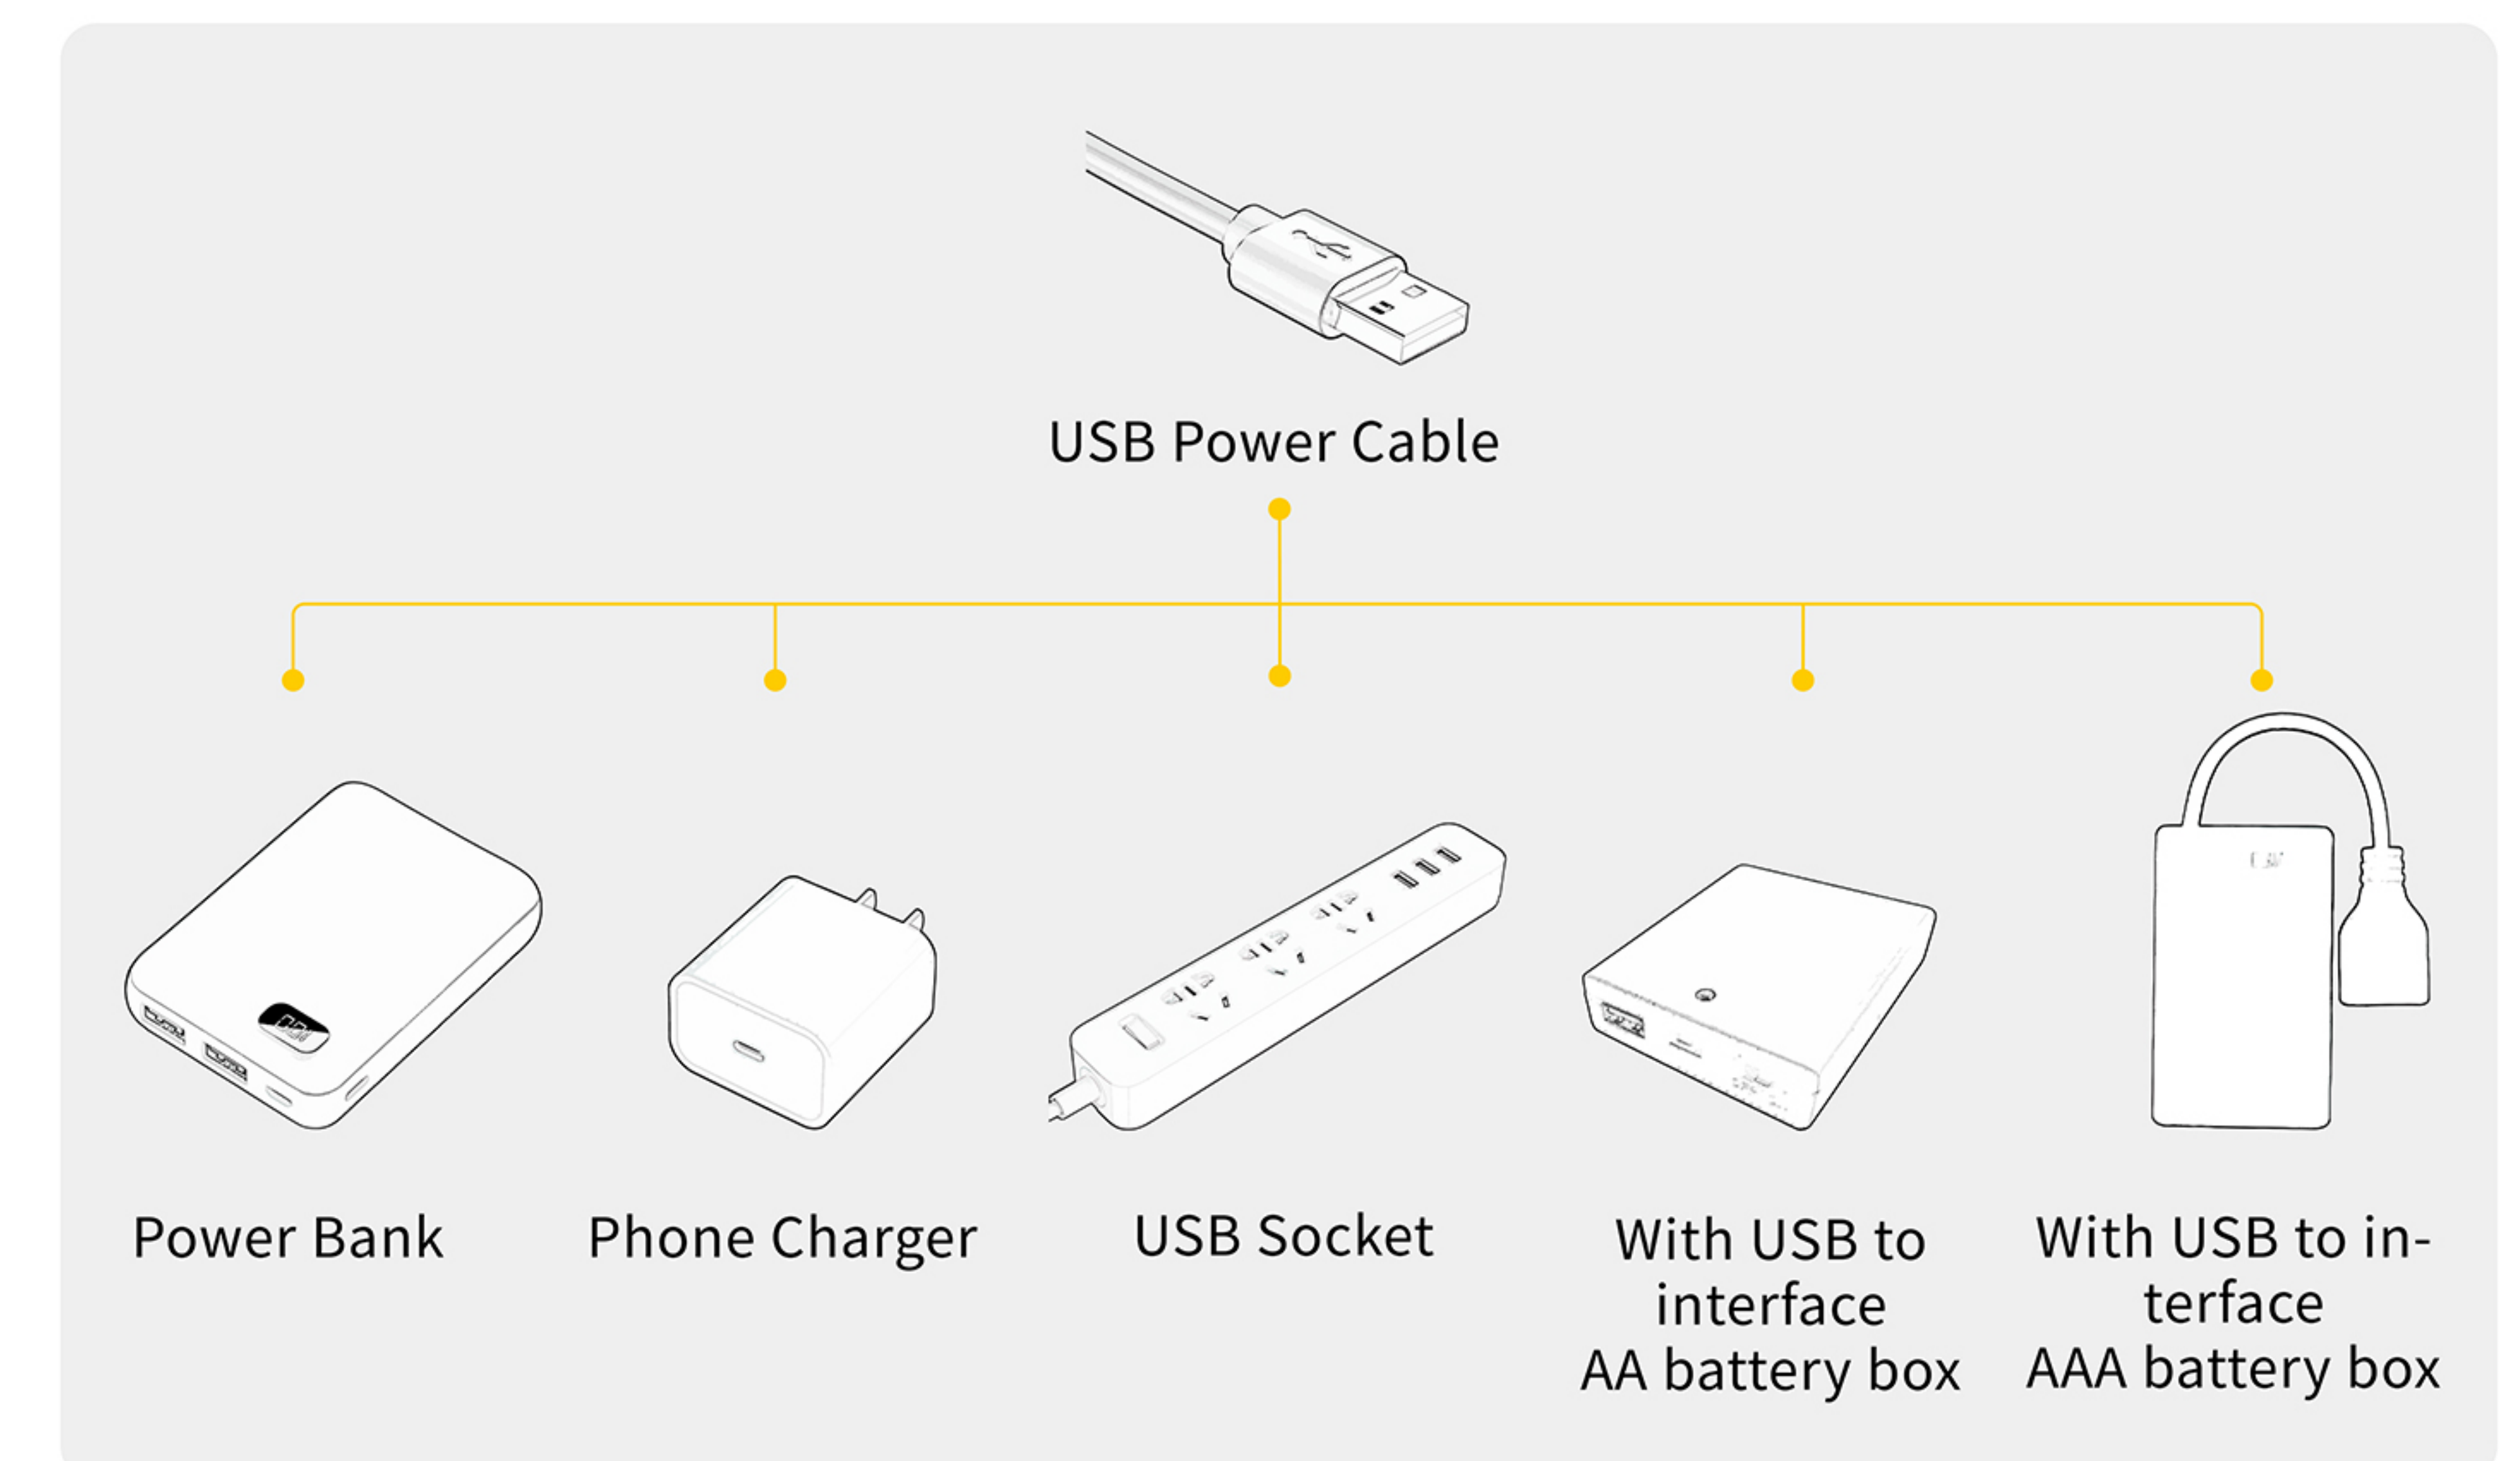 USB Power Cable
Power Bank
Phone Charger
USB Socket
With USB to
interface
AA battery box
With USB to in-
terface
AAA battery box